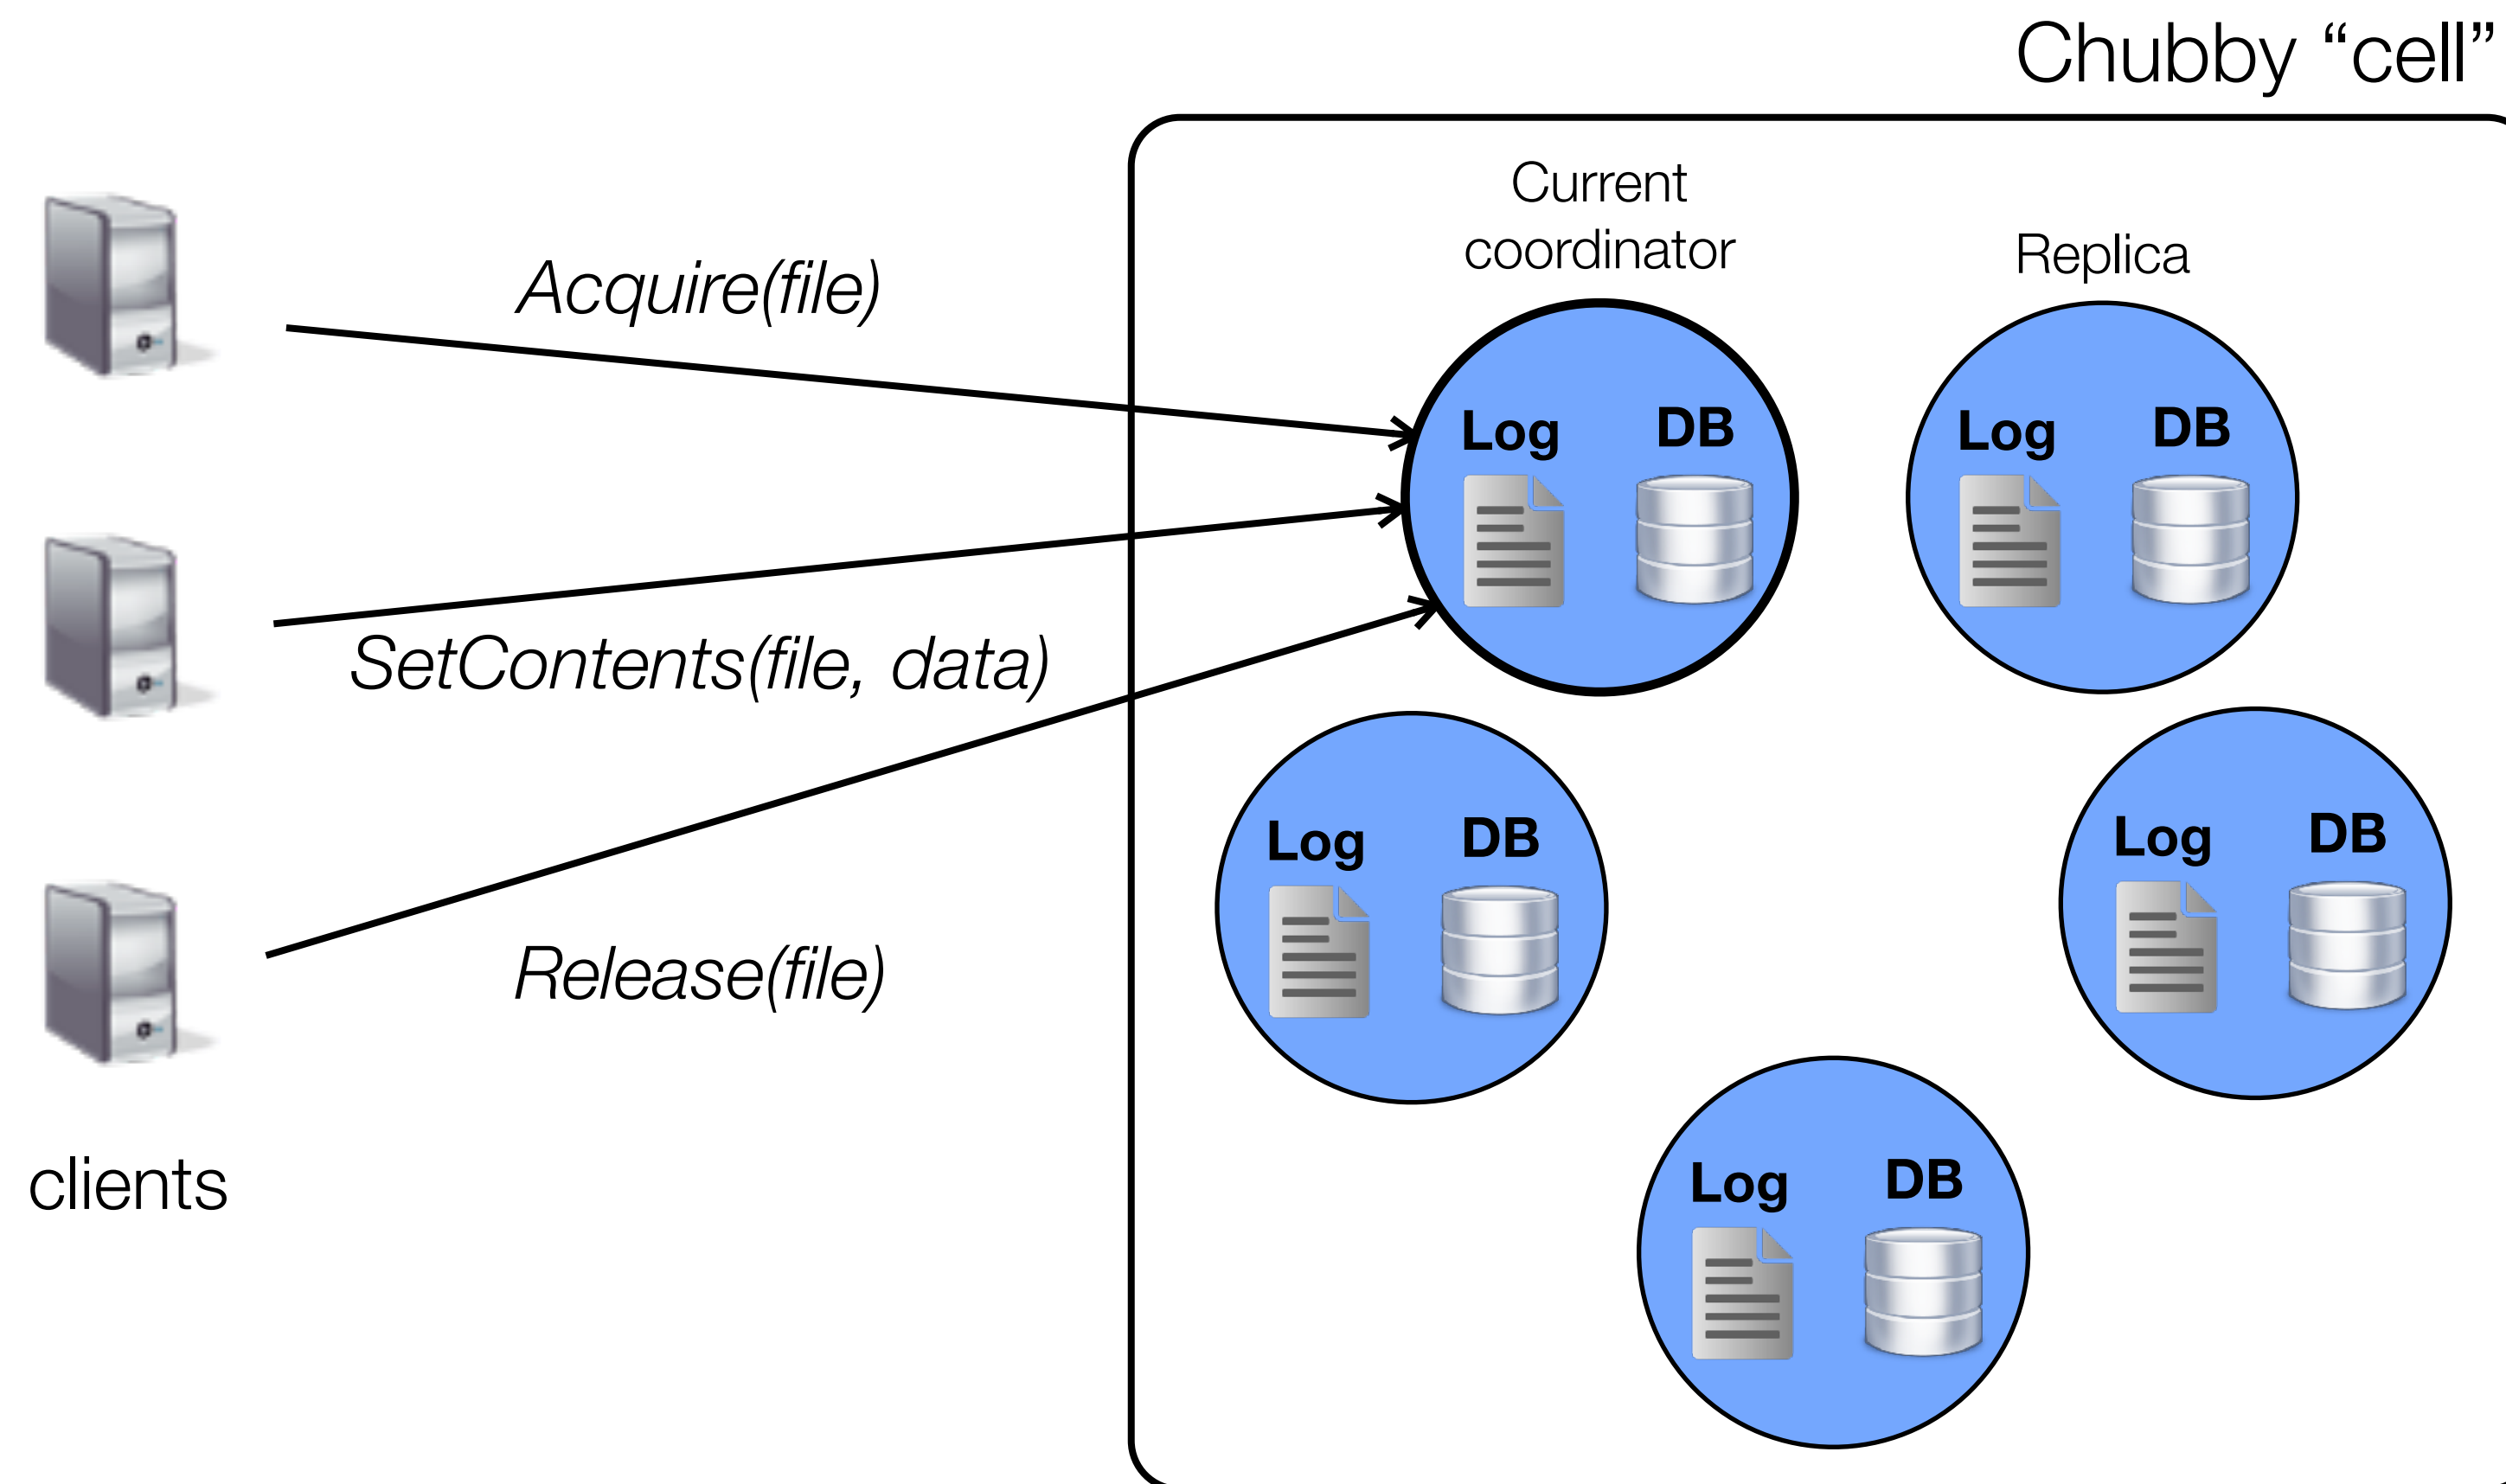 Chubby “cell”
Current
coordinator
Replica
Acquire(file)
Log DB
Log DB
SetContents(file, data)
Log DB
Log DB
Release(file)
Log DB
clients